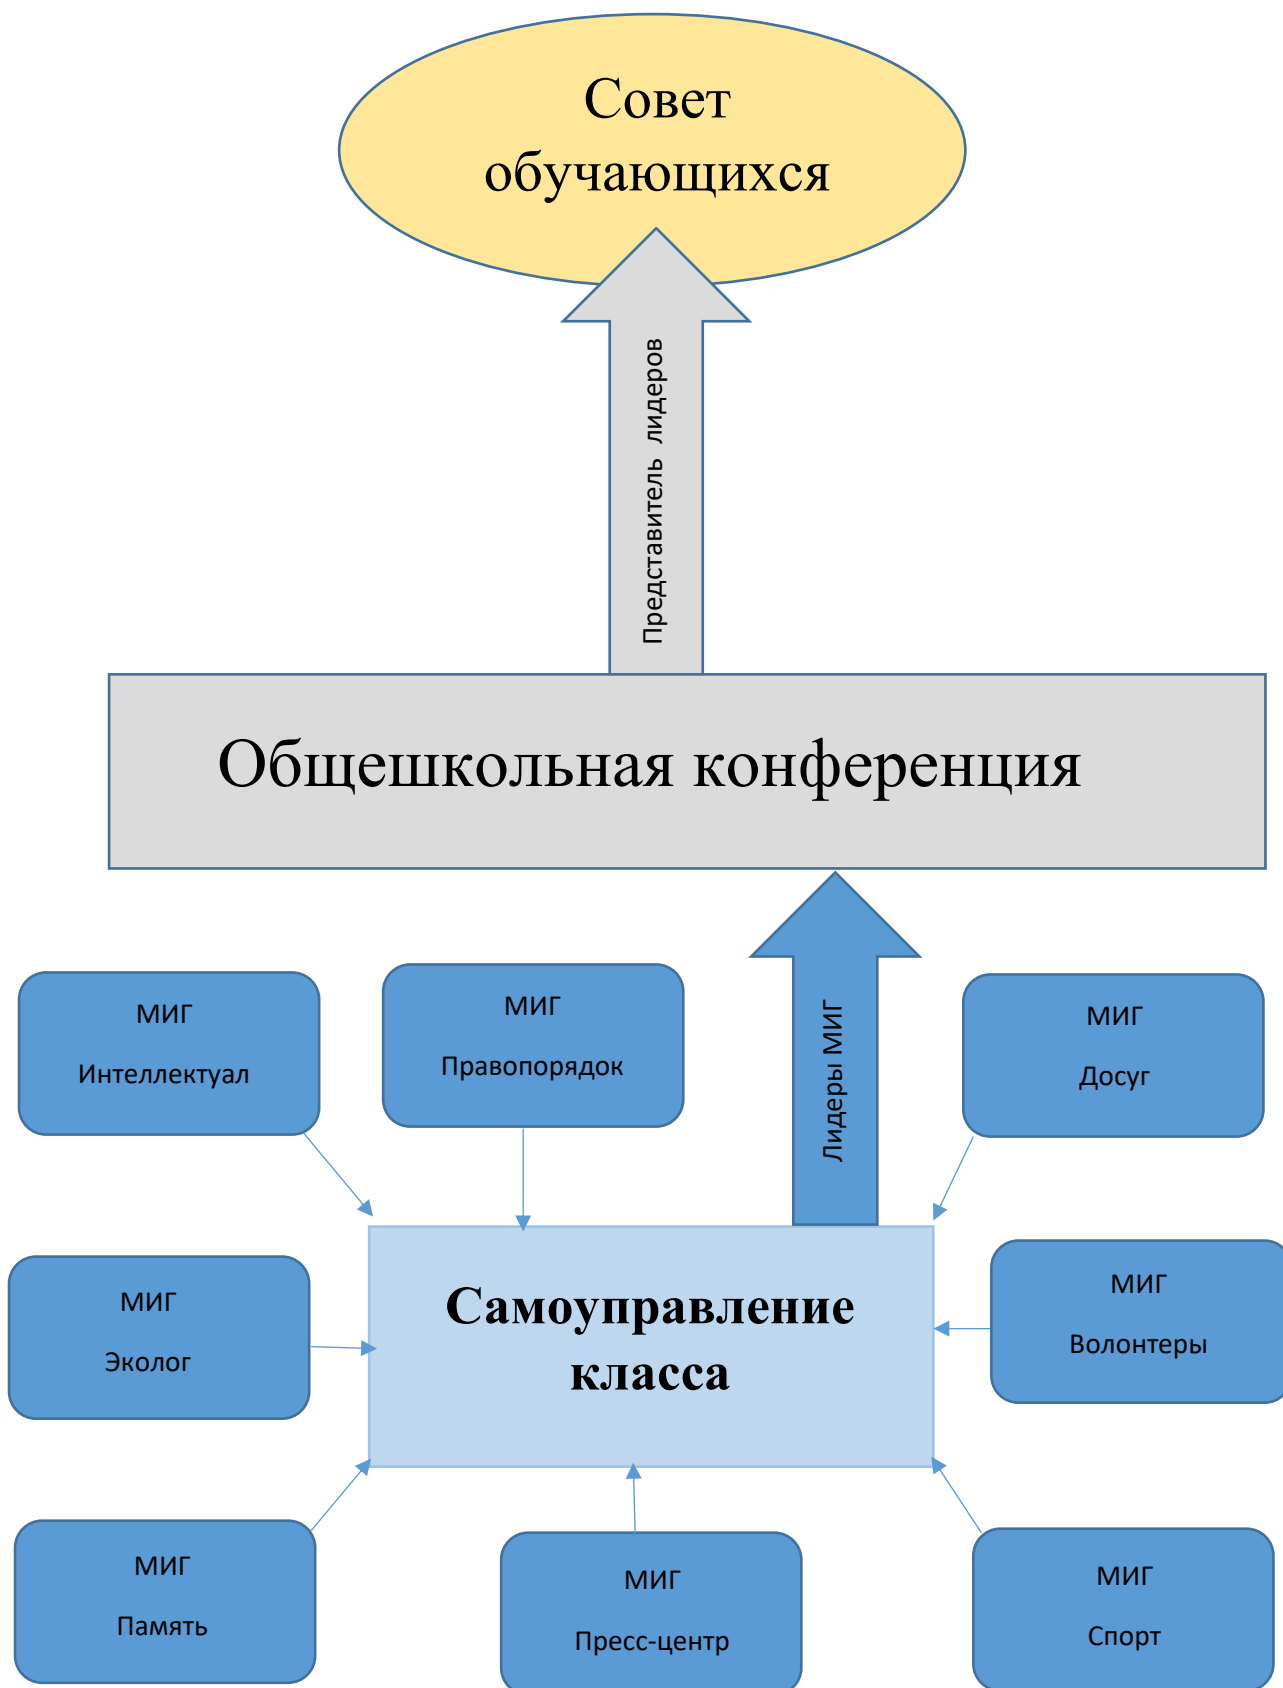 Совет
обучающихся
Представитель лидеров
Общешкольная конференция
Лидеры МИГ
МИГ
Интеллектуал
МИГ
Правопорядок
МИГ
Досуг
МИГ
Эколог
Самоуправление
класса
МИГ
Волонтеры
МИГ
Память
МИГ
Пресс-центр
МИГ
Спорт